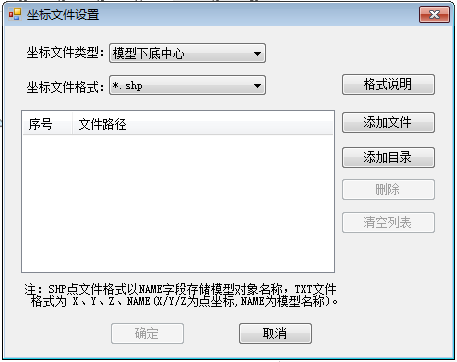 坐标文件设置
坐标文件类型：模型下底中心
坐标文件格式：*.shp
格式说明
序号 文件路径
添加文件
添加目录
删除
清空列表
注：SHP点文件格式以NAME字段存储模型对象名称，TXT文件
格式为 X、Y、Z、NAME(X/Y/Z为点坐标,NAME为模型名称)。
确定 取消